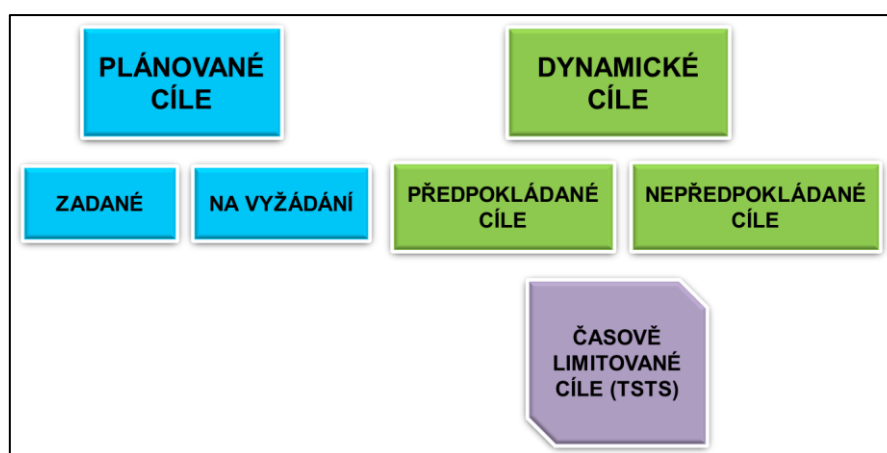 PLÁNOVANÉ
CÍLE
DYNAMICKÉ
CÍLE
ZADANÉ
NA VYŽÁDÁNÍ
PŘEDPOKLÁDANÉ
CÍLE
NEPŘEDPOKLÁDANÉ
CÍLE
ČASOVĚ
LIMITOVANÉ
CÍLE (TSTS)